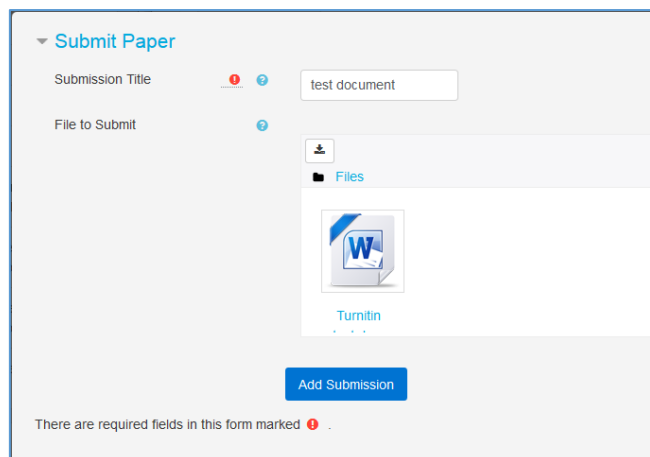 Submit Paper
Submission Title
test document
File to Submit
Files
W
Turnitin
Add Submission
There are required fields in this form marked .